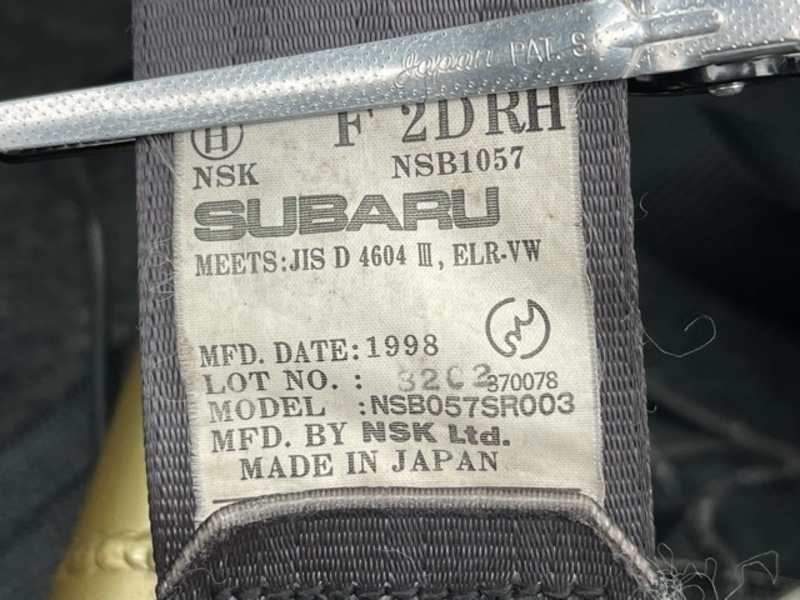 Japan PAT. S
F 2DRH
H
NSK NSB1057
SUBARU
MEETS:JIS D 4604 Ⅲ, ELR-VW
MFD. DATE:1998
LOT NO. : 3202 370078
MODEL :NSB057SR003
MFD. BY NSK Ltd.
MADE IN JAPAN